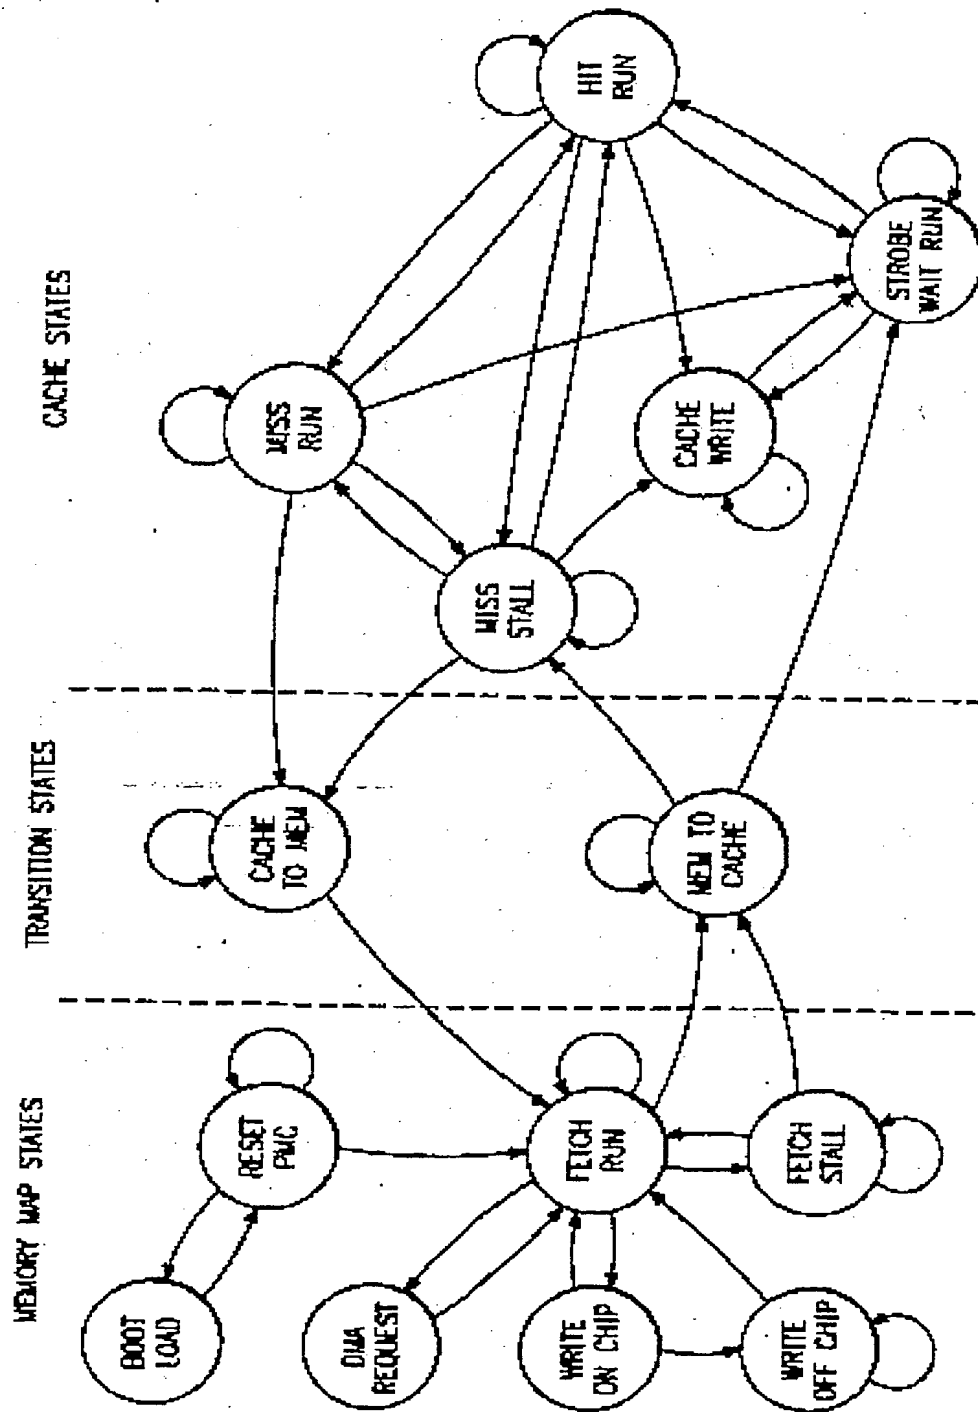 MEMORY MAP STATES
TRANSITION STATES
CACHE STATES
BOOT
LOAD
RESET
PMC
CACHE
TO MEM
MISS
RUN
HIT
RUN
DMA
REQUEST
MISS
STALL
WRITE
ON CHIP
FETCH
RUN
MEM TO
CACHE
CACHE
WRITE
WRITE
OFF CHIP
FETCH
STALL
STROBE
WAIT RUN